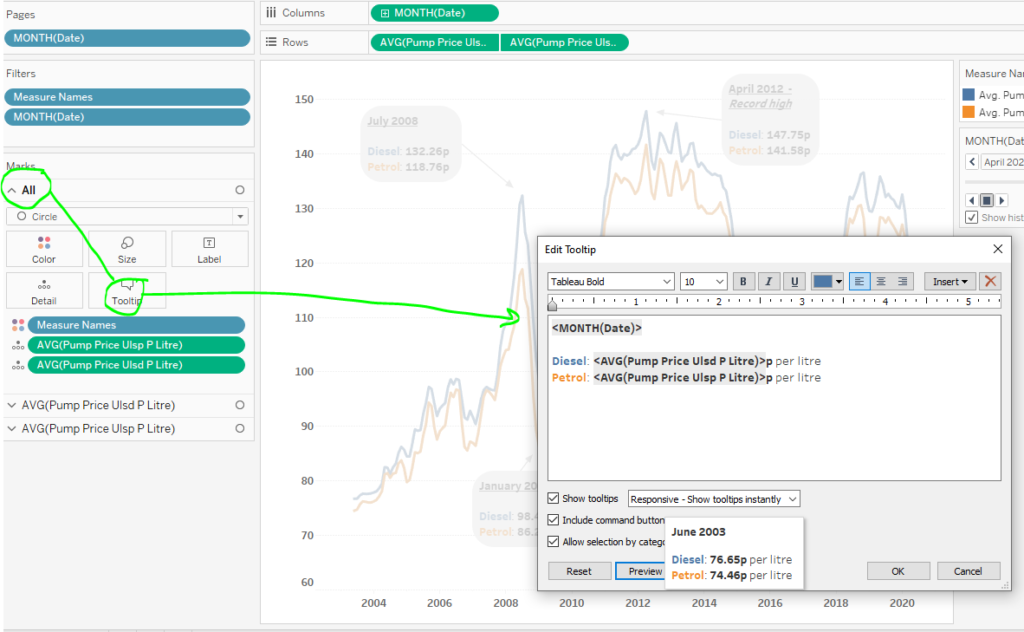 Pages
MONTH(Date)
Filters
Measure Names
MONTH(Date)
Marks
All
Circle
Color
Size
Label
Detail
Tooltip
Measure Names
AVG(Pump Price Ulsp P Litre)
AVG(Pump Price Ulsd P Litre)
AVG(Pump Price Ulsd P Litre)
AVG(Pump Price Ulsp P Litre)
Columns
MONTH(Date)
Rows
AVG(Pump Price Uls..
AVG(Pump Price Uls..
150
140
130
120
110
100
90
80
70
60
2004
2006
2008
2010
2012
2014
2016
2018
2020
July 2008
Diesel: 132.26p
Petrol: 118.76p
April 2012 -
Record high
Diesel: 147.75p
Petrol: 141.58p
January 20
Diesel: 98.4
Petrol: 86.2
Measure Nar
Avg. Pum
Avg. Pum
MONTH(Dat
April 202
Show hist
Edit Tooltip
Tableau Bold
10
B
I
U
Insert
1
2
3
4
5
<MONTH(Date)>
Diesel: <AVG(Pump Price Ulsd P Litre)>p per litre
Petrol: <AVG(Pump Price Ulsp P Litre)>p per litre
Show tooltips
Responsive - Show tooltips instantly
Include command button
Allow selection by catego
June 2003
Diesel: 76.65p per litre
Petrol: 74.46p per litre
Reset
Preview
OK
Cancel